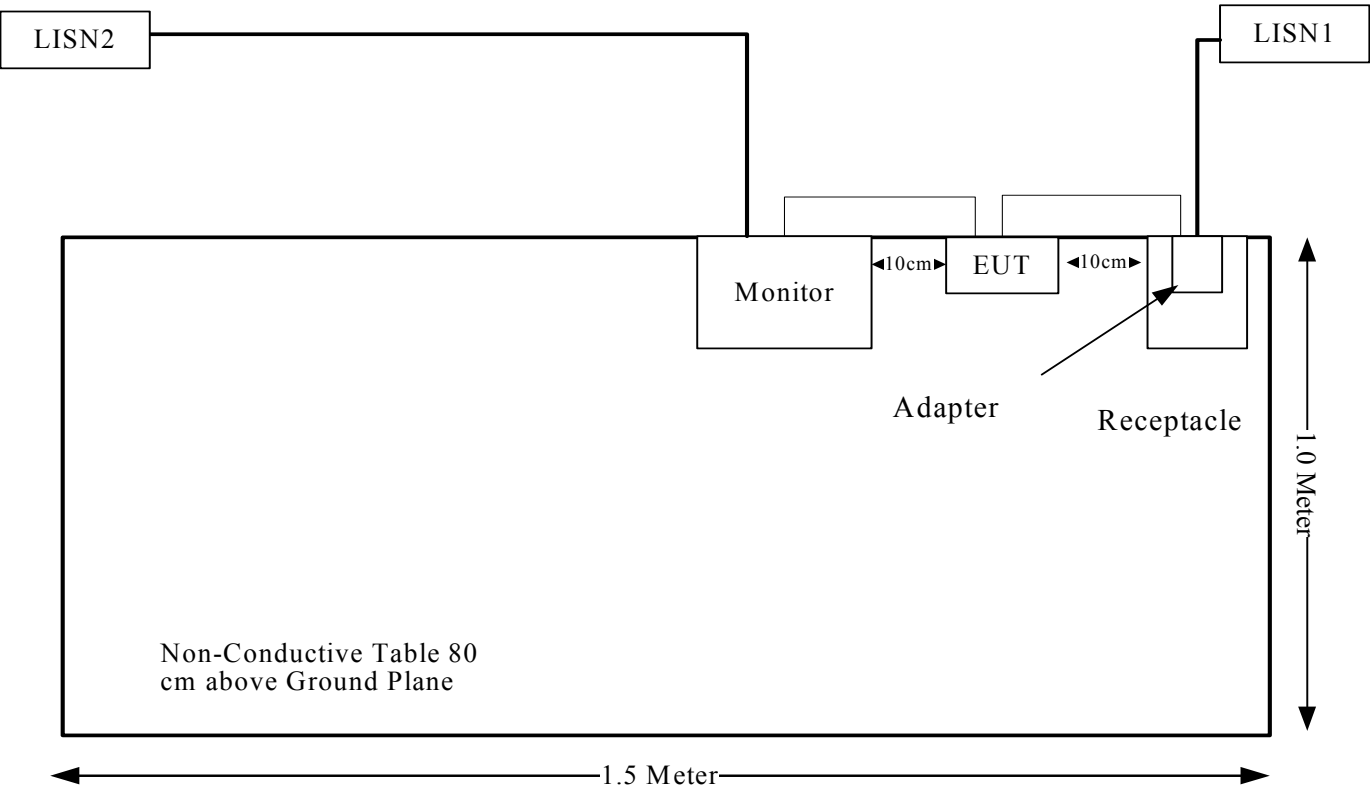 LISN2
LISN1
10cm
EUT
10cm
Monitor
Adapter
Receptacle
1.0 Meter
Non-Conductive Table 80
cm above Ground Plane
1.5 Meter